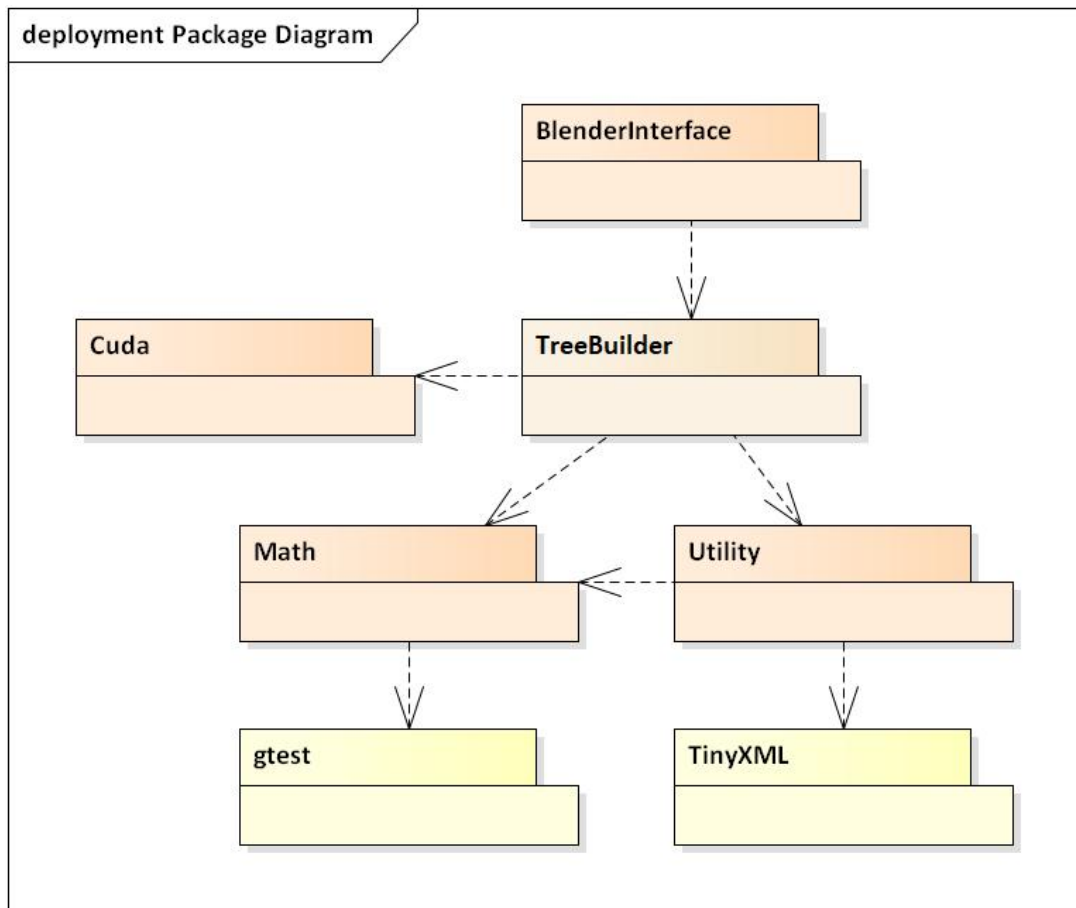 deployment Package Diagram
BlenderInterface
Cuda
TreeBuilder
Math
Utility
gtest
TinyXML